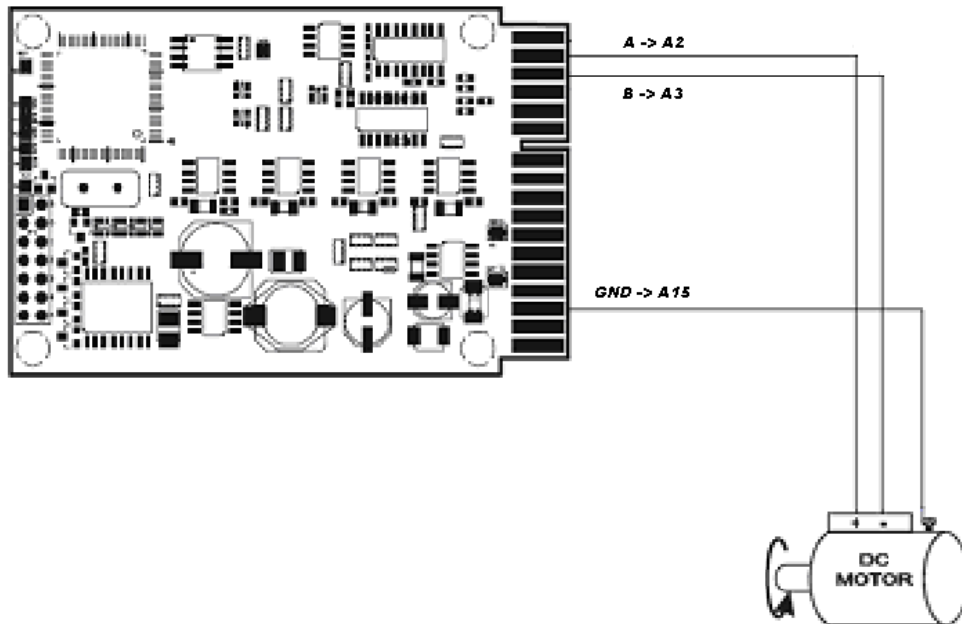 A -> A2
B -> A3
GND -> A15
+ -
DC
MOTOR